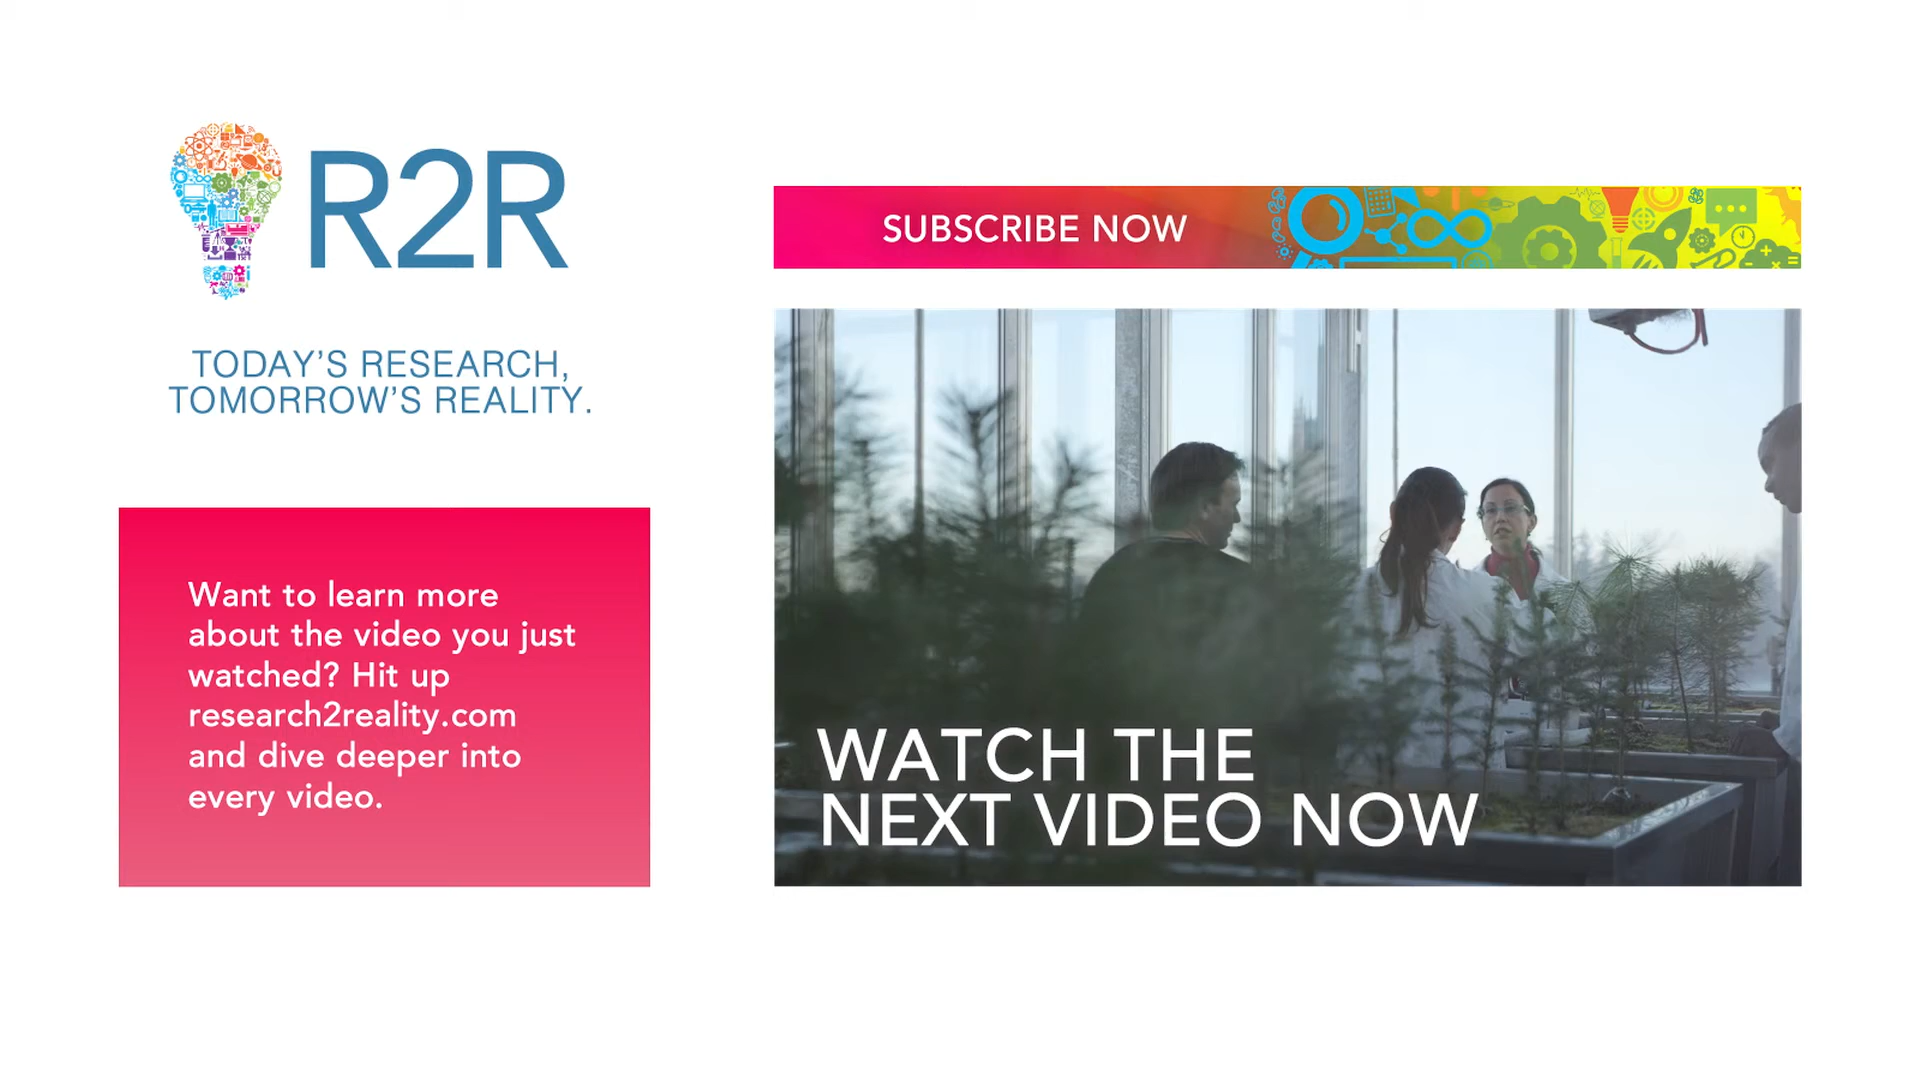 R2R
TODAY'S RESEARCH,
TOMORROW'S REALITY.
Want to learn more
about the video you just
watched? Hit up
research2reality.com
and dive deeper into
every video.
SUBSCRIBE NOW
WATCH THE
NEXT VIDEO NOW